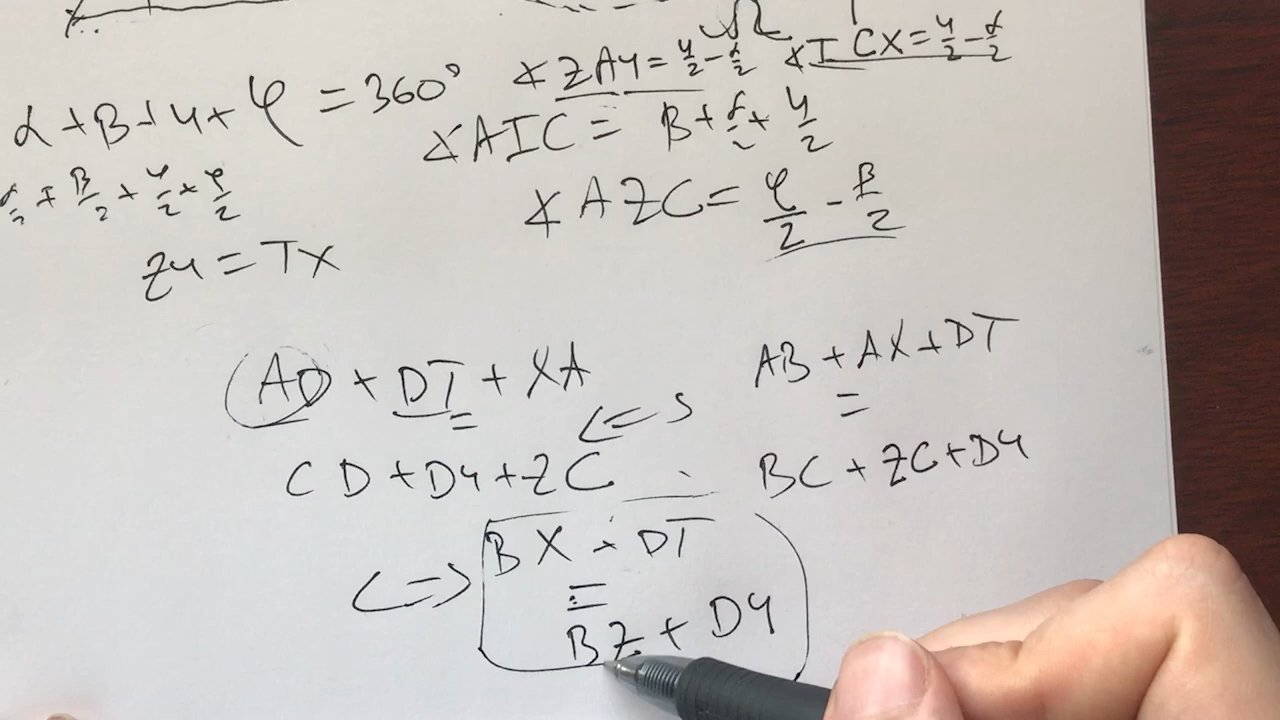 ∢ZAY = γ/2 - α/2 ∢ICX = γ/2 - α/2
α + β + γ + φ = 360°
∢AIC = β + α/2 + γ/2
α/2 + β/2 + γ/2 + φ/2
∢AZC = φ/2 - β/2
ZY = TX
AD + DT + XA
=
CD + DY + ZC
<=>
AB + AX + DT
=
BC + ZC + DY
<=>
BX + DT
=
BZ + DY